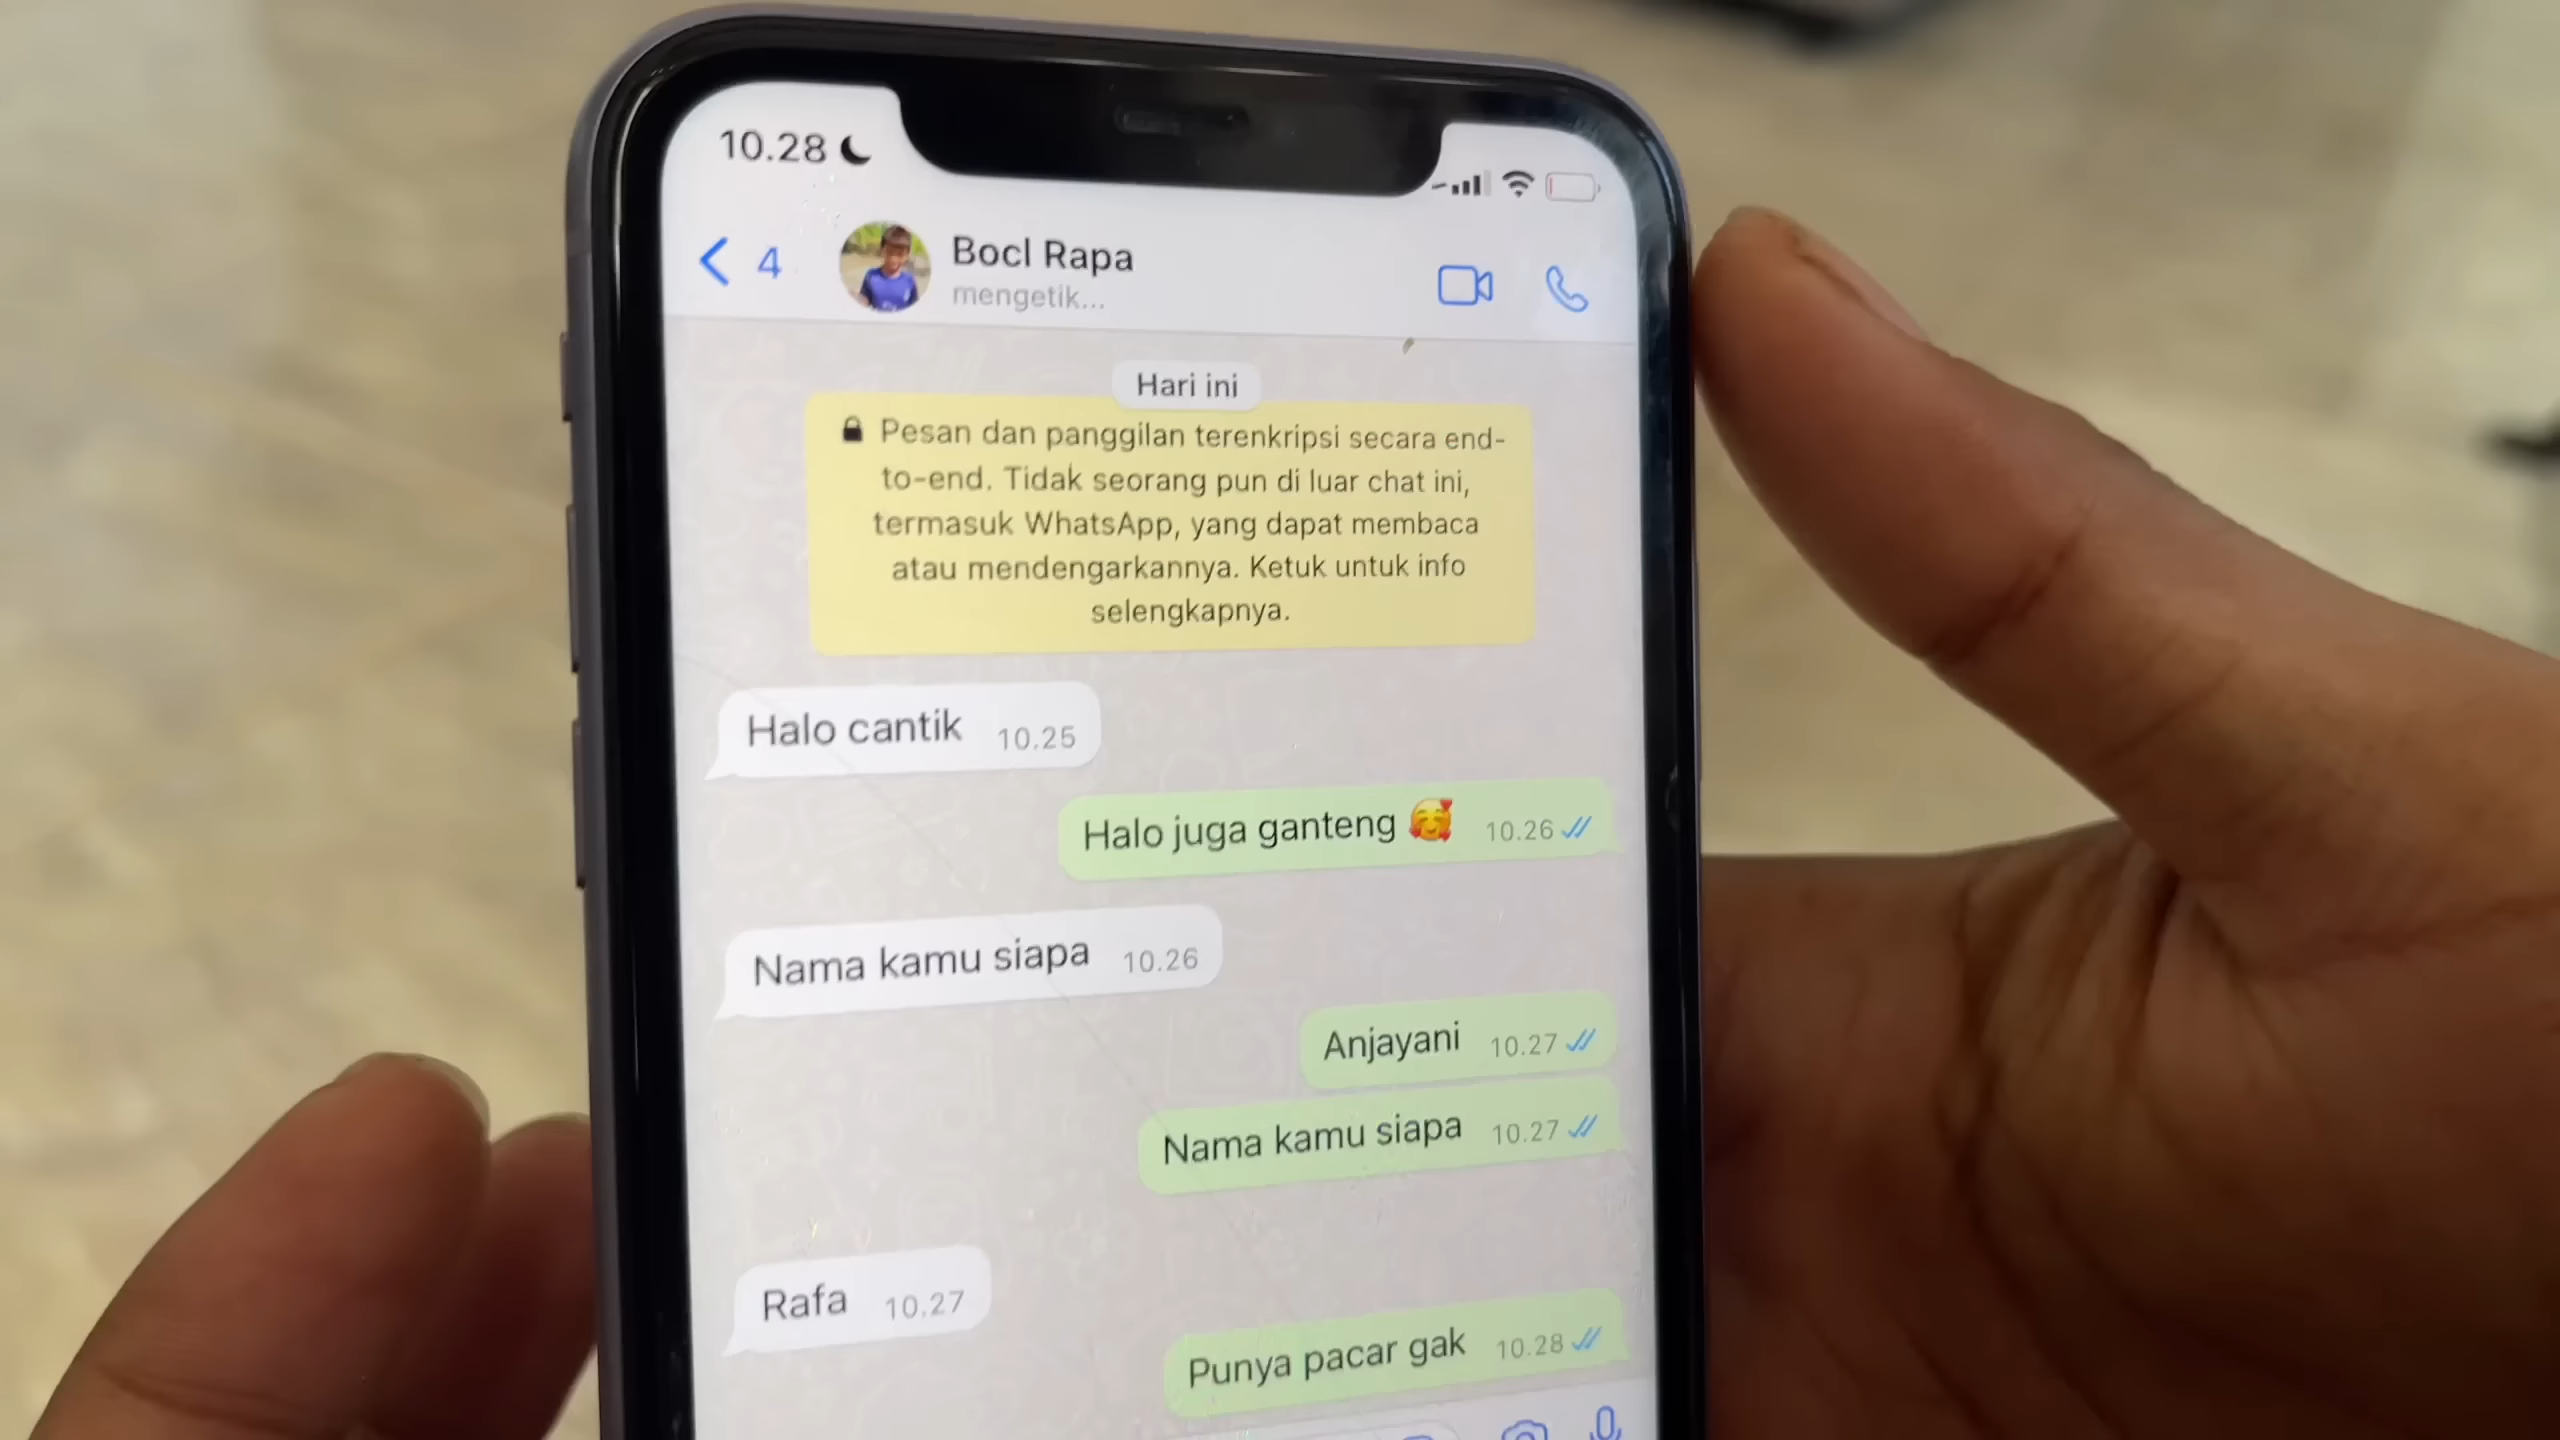 10.28
4
Bocl Rapa
mengetik...
Hari ini
Pesan dan panggilan terenkripsi secara end-
to-end. Tidak seorang pun di luar chat ini,
termasuk WhatsApp, yang dapat membaca
atau mendengarkannya. Ketuk untuk info
selengkapnya.
Halo cantik 10.25
Halo juga ganteng 🥰 10.26
Nama kamu siapa 10.26
Anjayani 10.27
Nama kamu siapa 10.27
Rafa 10.27
Punya pacar gak 10.28